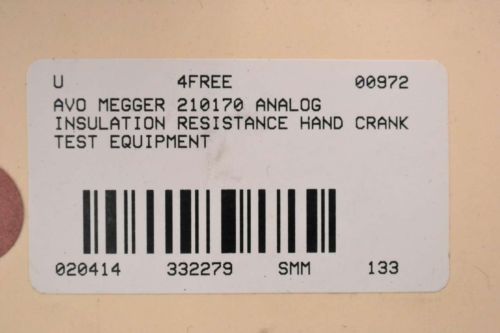 U 4FREE 00972
AVO MEGGER 210170 ANALOG
INSULATION RESISTANCE HAND CRANK
TEST EQUIPMENT
020414 332279 SMM 133